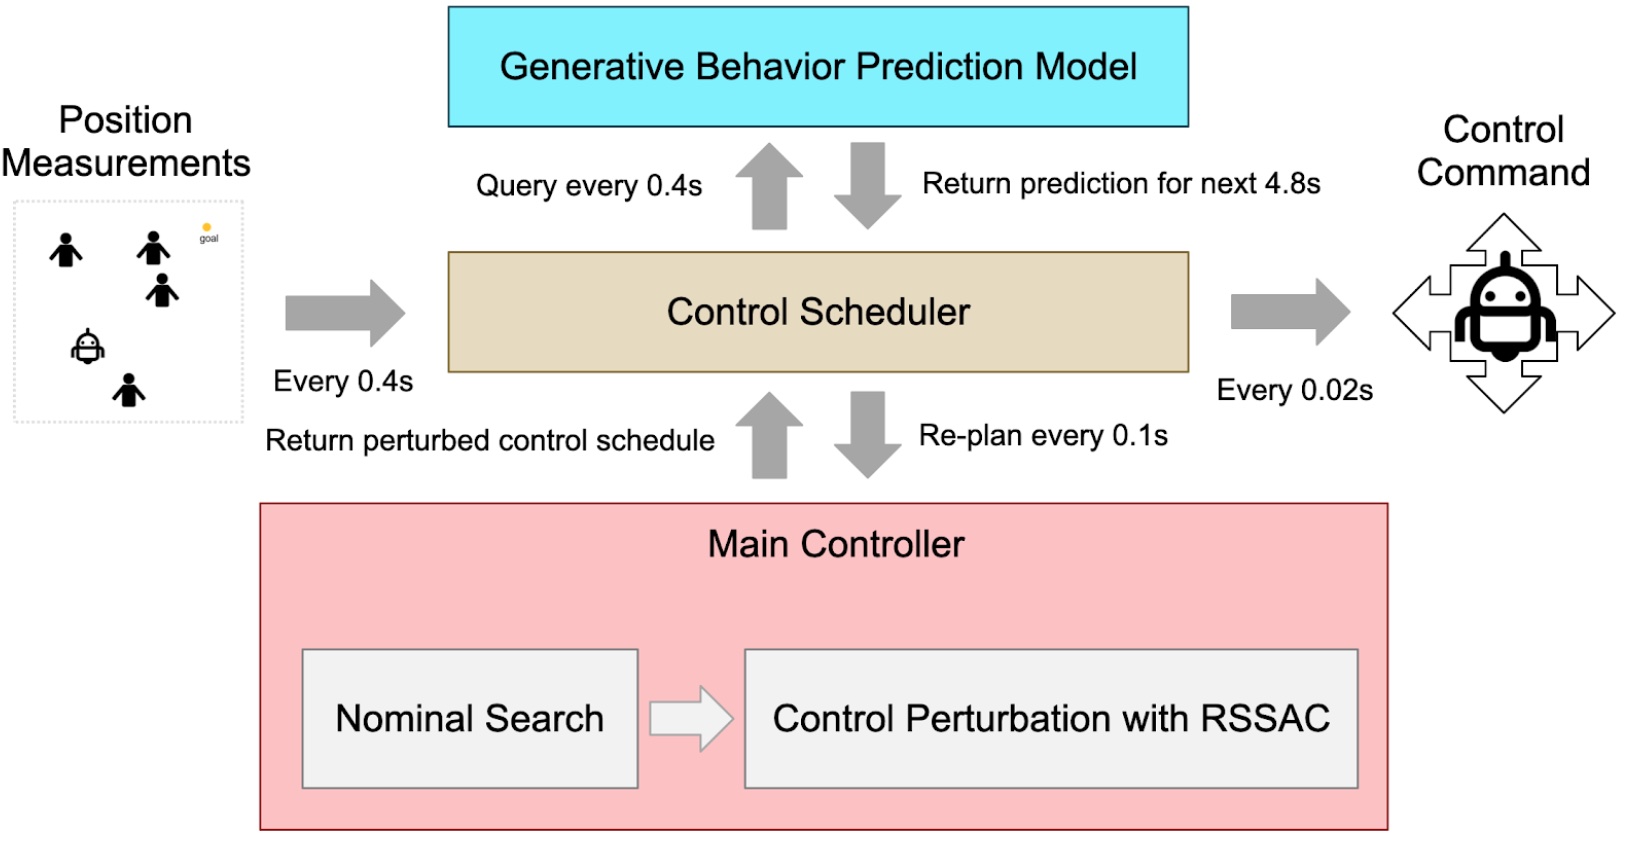 Generative Behavior Prediction Model
Position
Measurements
goal
Query every 0.4s
Return prediction for next 4.8s
Control
Command
Control Scheduler
Every 0.4s
Every 0.02s
Return perturbed control schedule
Re-plan every 0.1s
Main Controller
Nominal Search
Control Perturbation with RSSAC